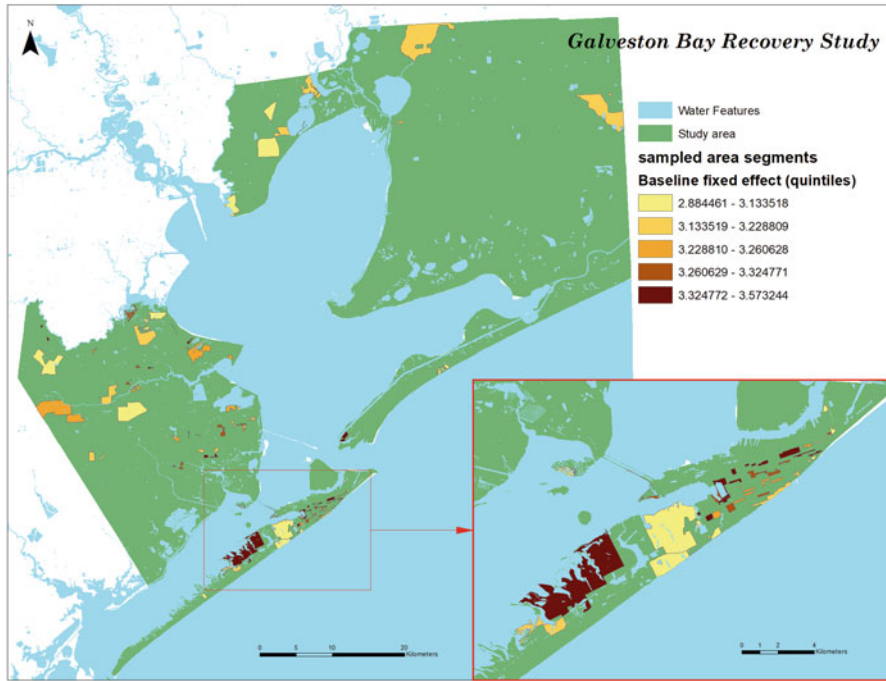 N
Galveston Bay Recovery Study
Water Features
Study area
sampled area segments
Baseline fixed effect (quintiles)
2.884461 - 3.133518
3.133519 - 3.228809
3.228810 - 3.260628
3.260629 - 3.324771
3.324772 - 3.573244
0 5 10 20
Kilometers
0 1 2 4
Kilometers